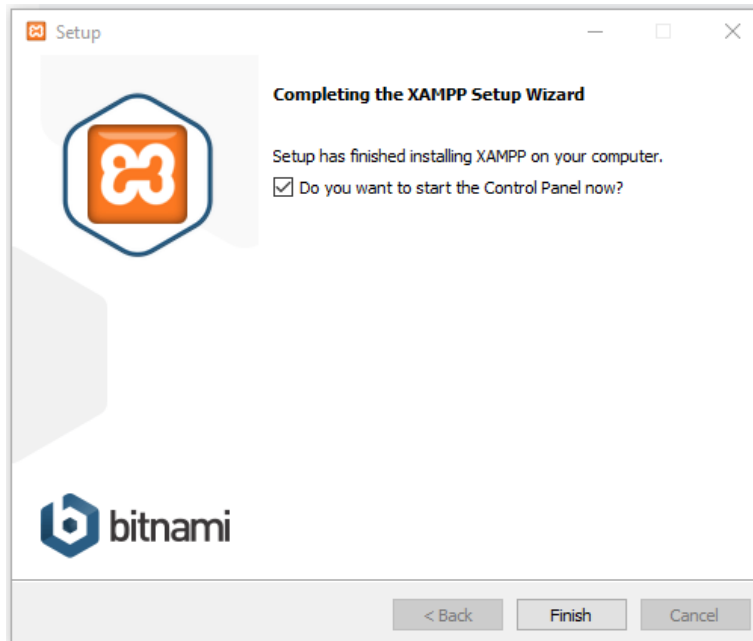 Setup
Completing the XAMPP Setup Wizard
Setup has finished installing XAMPP on your computer.
Do you want to start the Control Panel now?
bitnami
< Back
Finish
Cancel